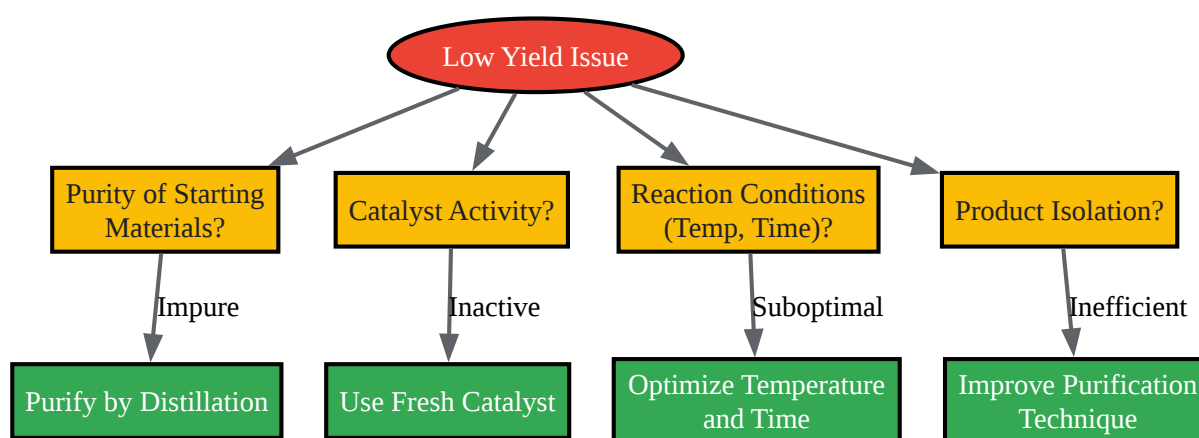 Low Yield Issue
Purity of Starting
Materials?
Catalyst Activity?
Reaction Conditions
(Temp, Time)?
Product Isolation?
Impure
Inactive
Suboptimal
Inefficient
Purify by Distillation
Use Fresh Catalyst
Optimize Temperature
and Time
Improve Purification
Technique